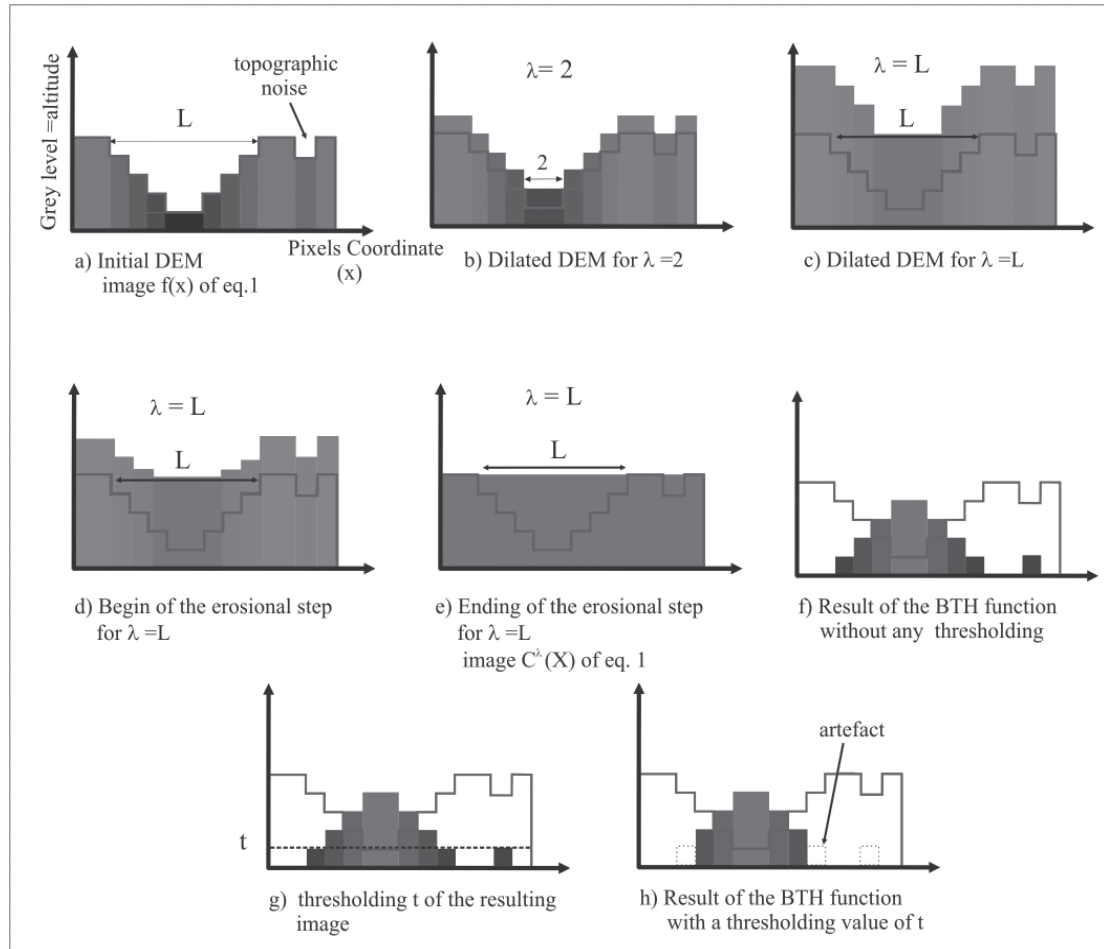 Grey level =altitude
L
topographic
noise
Pixels Coordinate
(x)
a) Initial DEM
image f(x) of eq.1
λ= 2
2
b) Dilated DEM for λ =2
λ = L
L
c) Dilated DEM for λ =L
λ = L
L
d) Begin of the erosional step
for λ =L
λ = L
L
e) Ending of the erosional step
for λ =L
image C^λ (X) of eq. 1
f) Result of the BTH function
without any thresholding
t
g) thresholding t of the resulting
image
artefact
h) Result of the BTH function
with a thresholding value of t